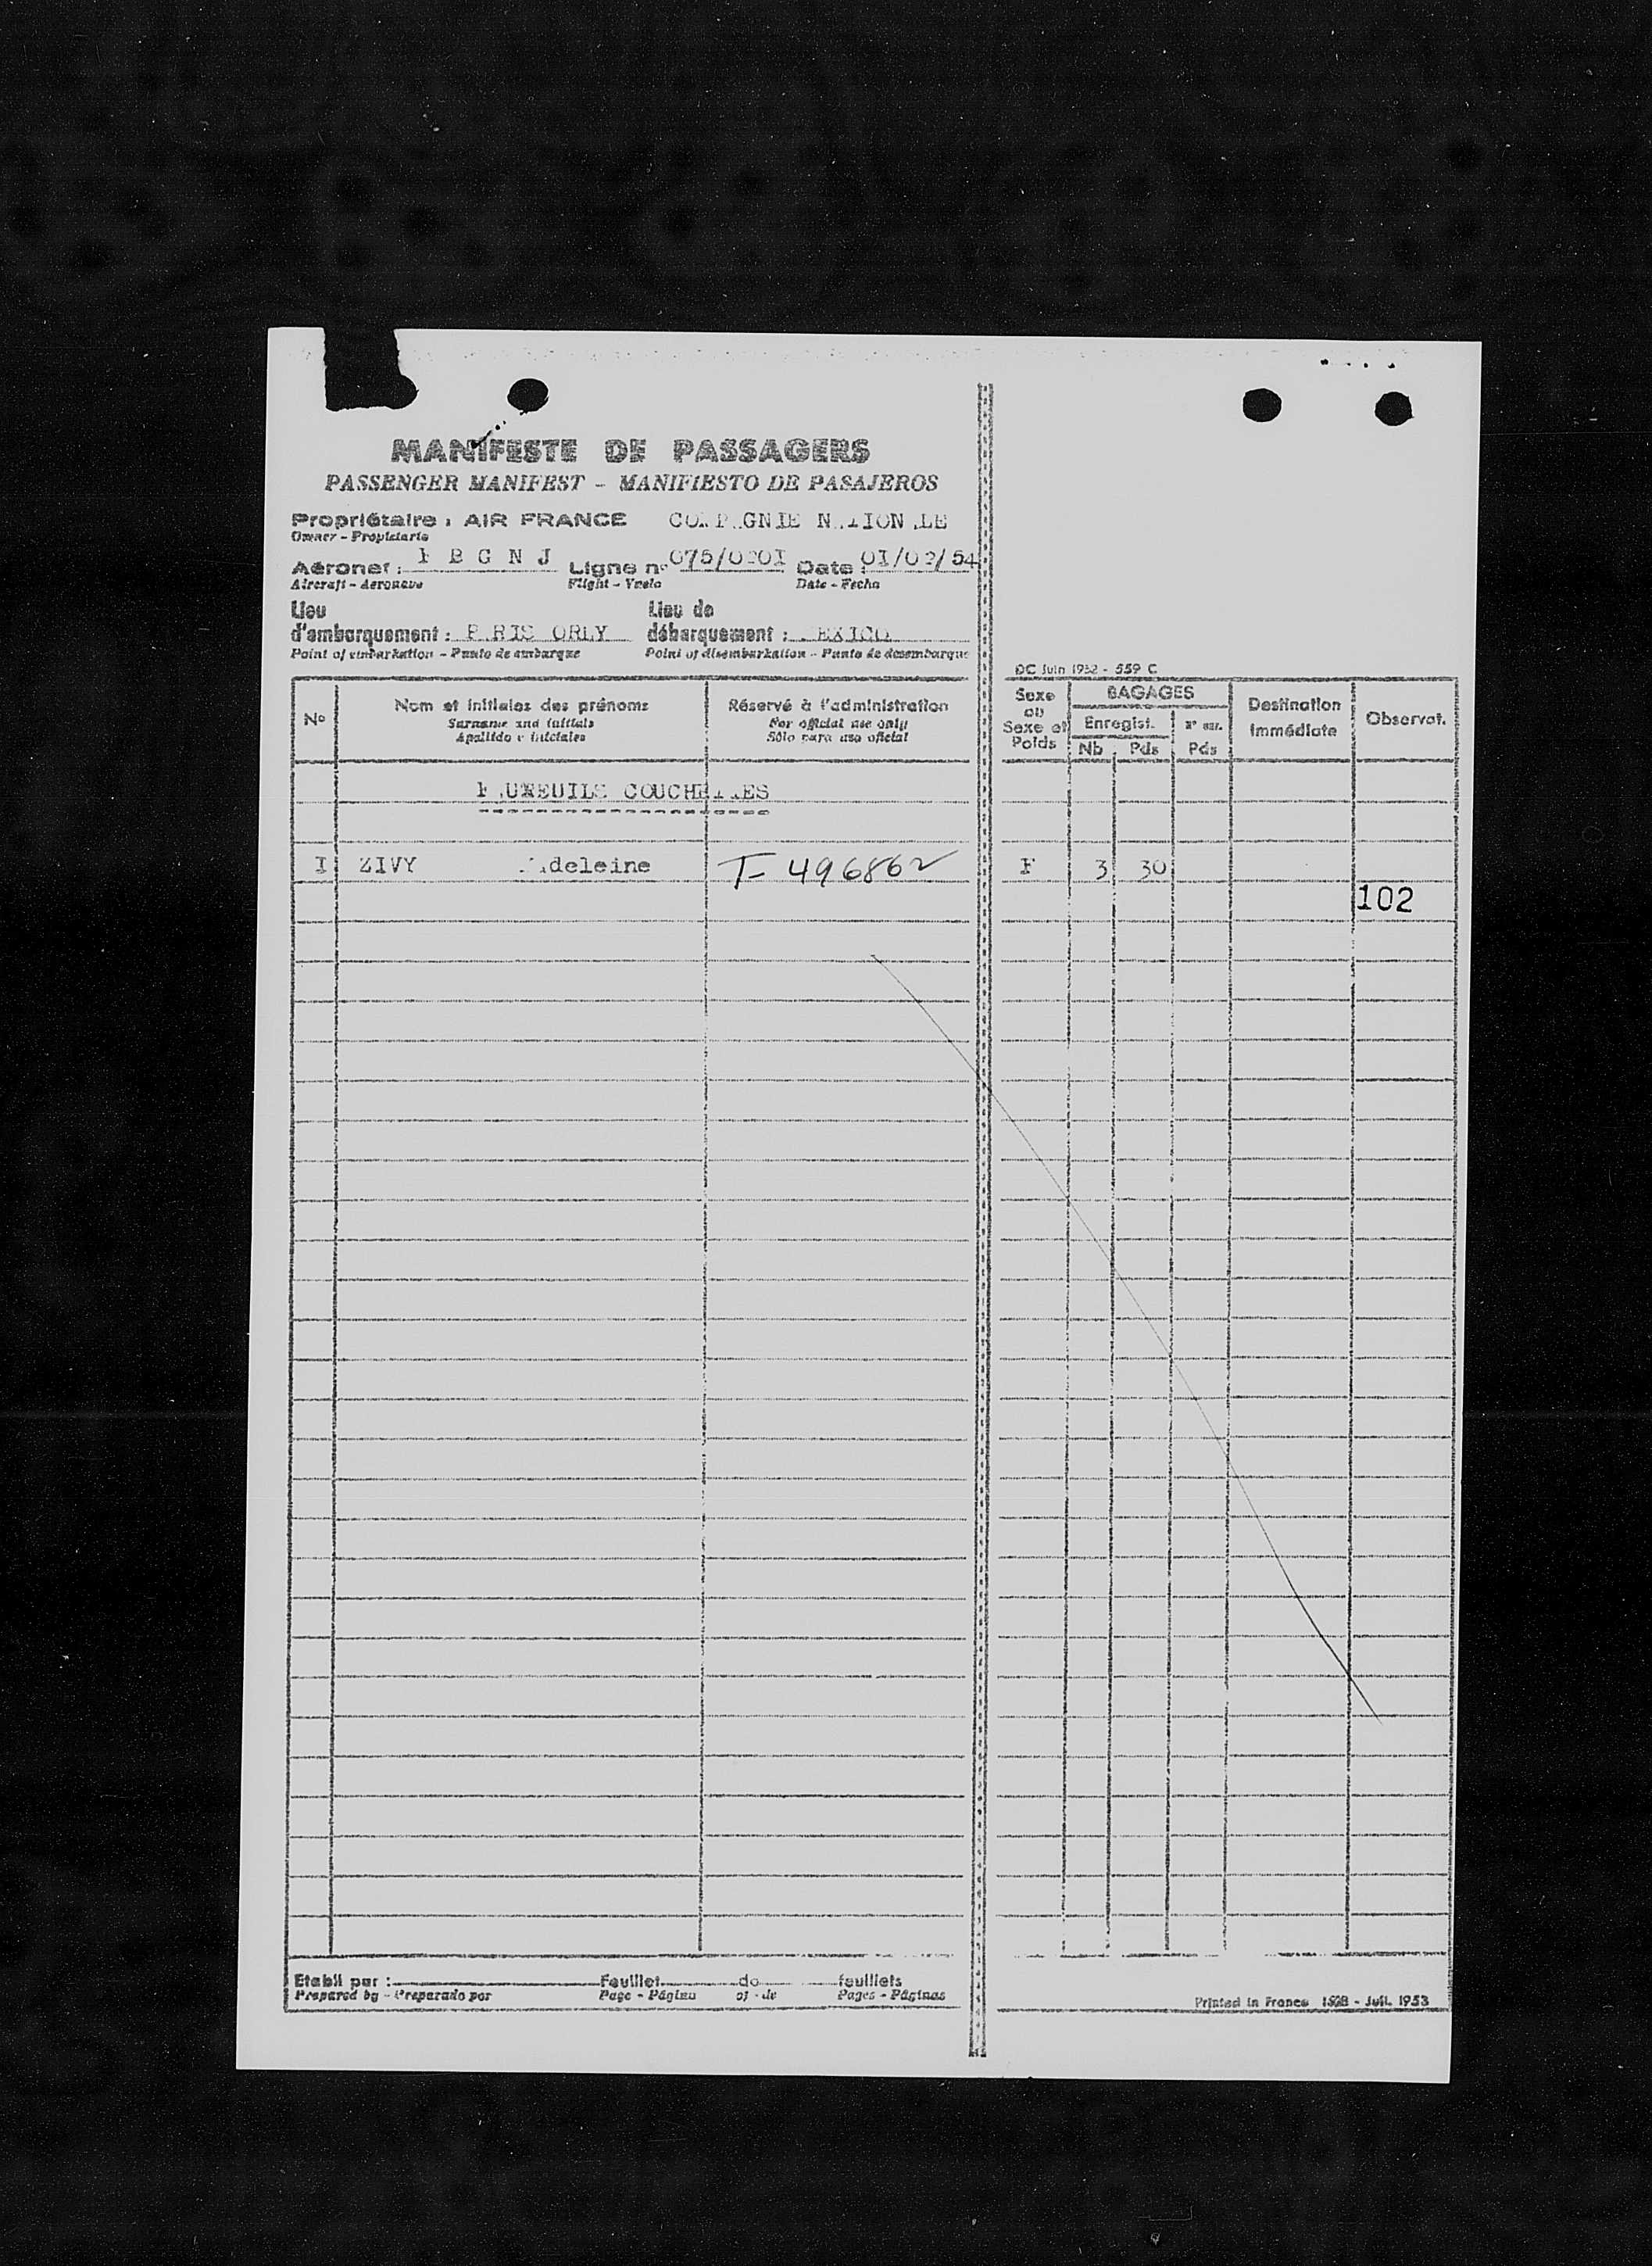 MANIFESTE DE PASSAGERS
PASSENGER MANIFEST - MANIFIESTO DE PASAJEROS
Propriétaire : AIR FRANCE
Owner - Propietario
Aéronef : B G N J Ligne n° Date :
Aircraft - Aeronave Flight - Vuelo Date - Fecha
Lieu Lieu de
d'embarquement : ORLY débarquement :
Point of embarkation - Punto de embarque Point of disembarkation - Punto de desembarque
DC Juin 1952 - 559 C
N° Nom et initiales des prénoms Réservé à l'administration Sexe ou Sexe et Poids BAGAGES Destination immédiate Observat.
Surname and initials For official use only Enregist.
Apellido e iniciales Sólo para uso oficial Nb Pds Pds
I ZIVY T- 496862 F 3 30
102
Etabli par : Feuillet de feuillets
Prepared by - Preparado por Page - Página of - de Pages - Páginas
Printed in France - Juil. 1953